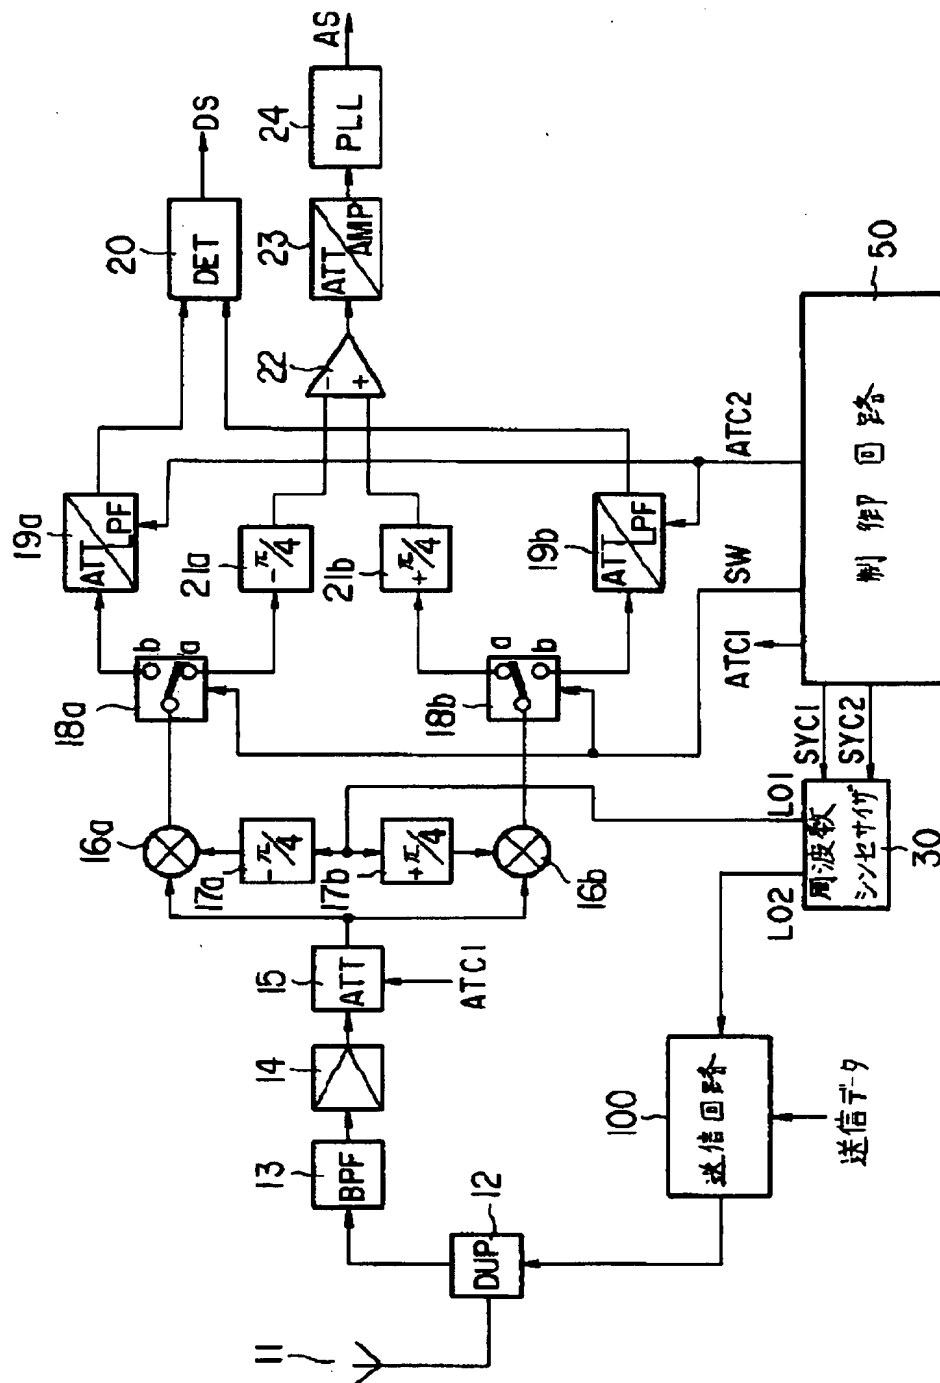 11
DUP
12
BPF
13
14
ATT
15
ATC1
16a
-π/4
17a
+π/4
17b
16b
18a
b
a
18b
a
b
ATT
LPF
19a
-π/4
21a
+π/4
21b
ATT
LPF
19b
DET
20
DS
22
-
+
ATT
AMP
23
PLL
24
AS
100
送信回路
送信データ
LO2
LO1
周波数
シンセサイザ
30
SYC1
SYC2
ATC1
SW
ATC2
制御回路
50